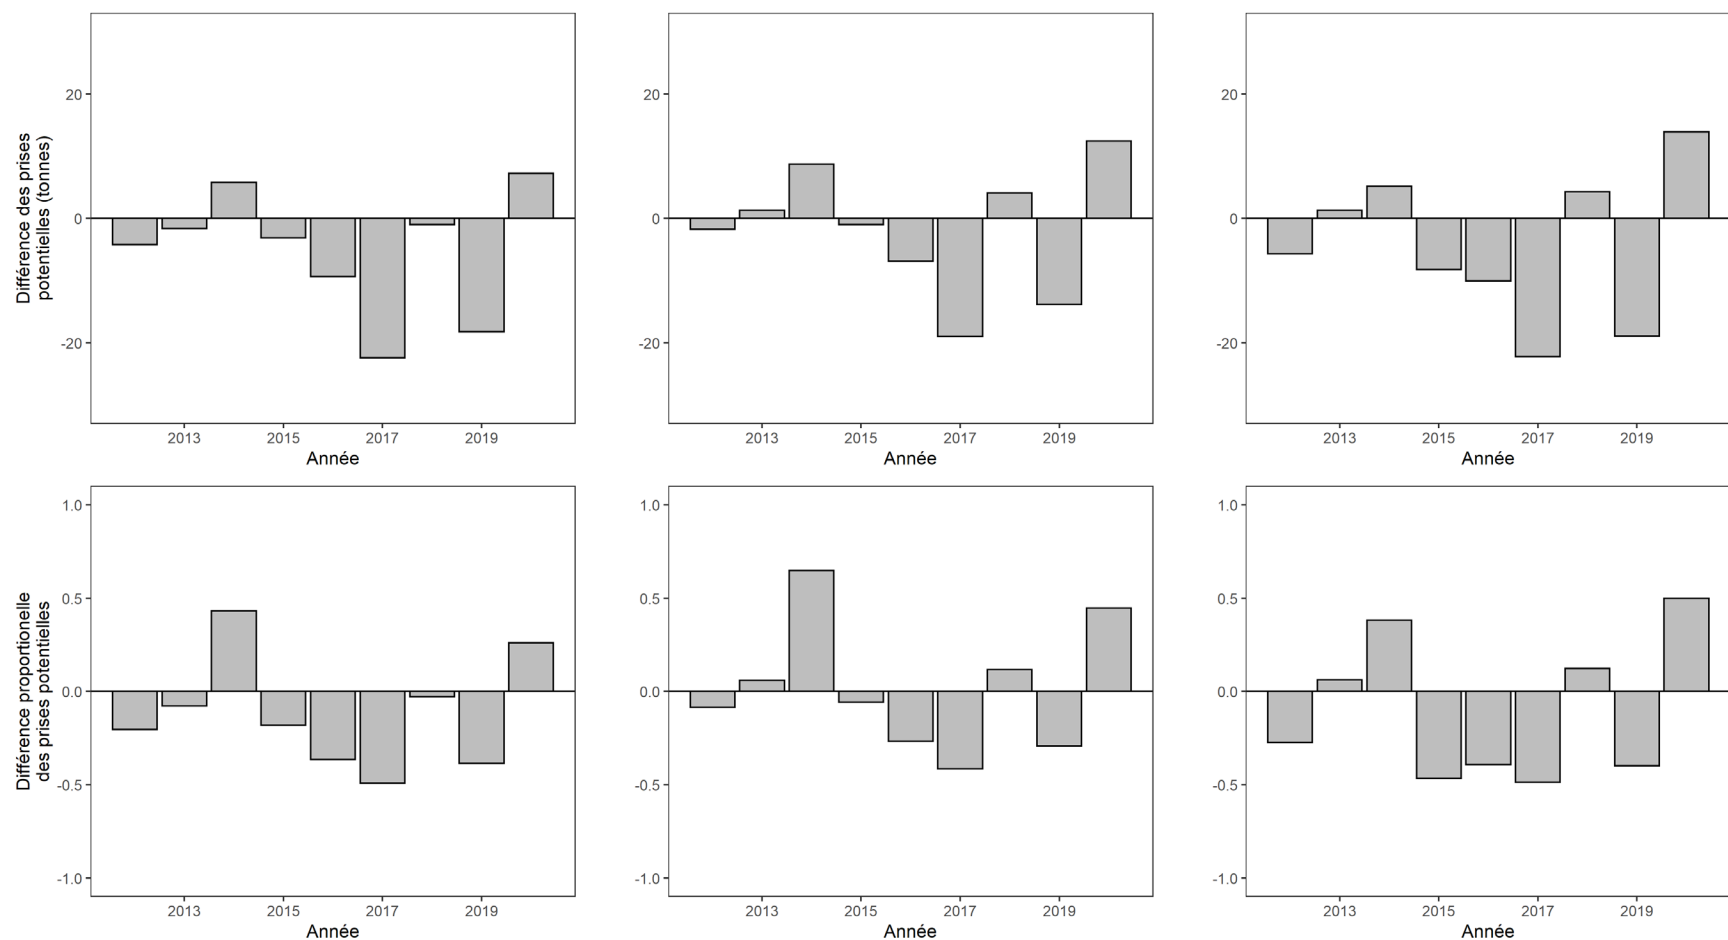 Différence des prises
potentielles (tonnes)
20
0
-20
2013 2015 2017 2019
Année
20
0
-20
2013 2015 2017 2019
Année
20
0
-20
2013 2015 2017 2019
Année
Différence proportionelle
des prises potentielles
1.0
0.5
0.0
-0.5
-1.0
2013 2015 2017 2019
Année
1.0
0.5
0.0
-0.5
-1.0
2013 2015 2017 2019
Année
1.0
0.5
0.0
-0.5
-1.0
2013 2015 2017 2019
Année